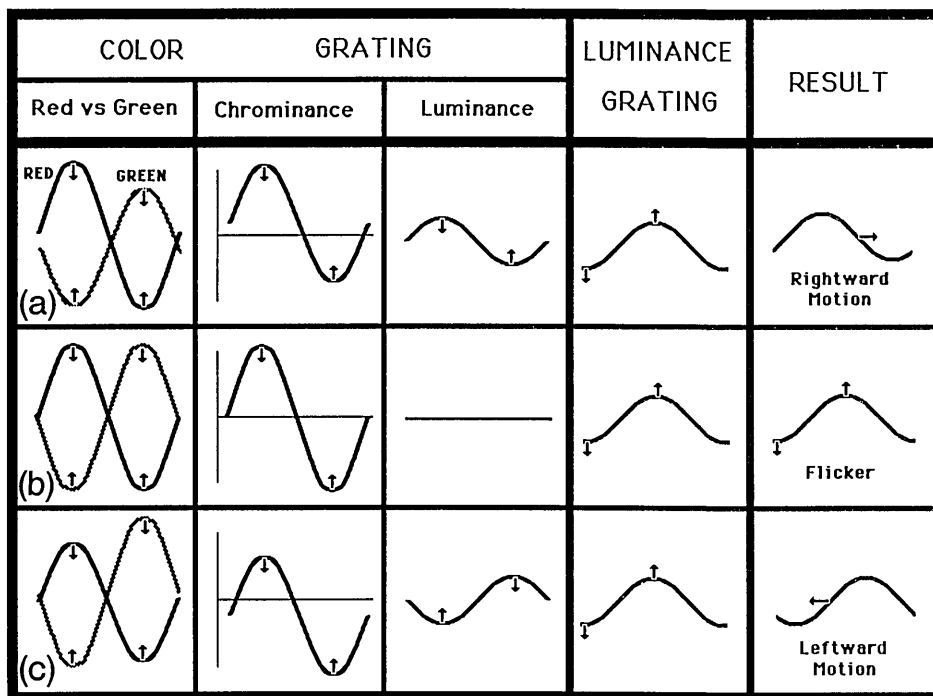 COLOR GRATING
LUMINANCE GRATING
RESULT
Red vs Green
Chrominance
Luminance
RED
GREEN
(a)
Rightward
Motion
(b)
Flicker
(c)
Leftward
Motion